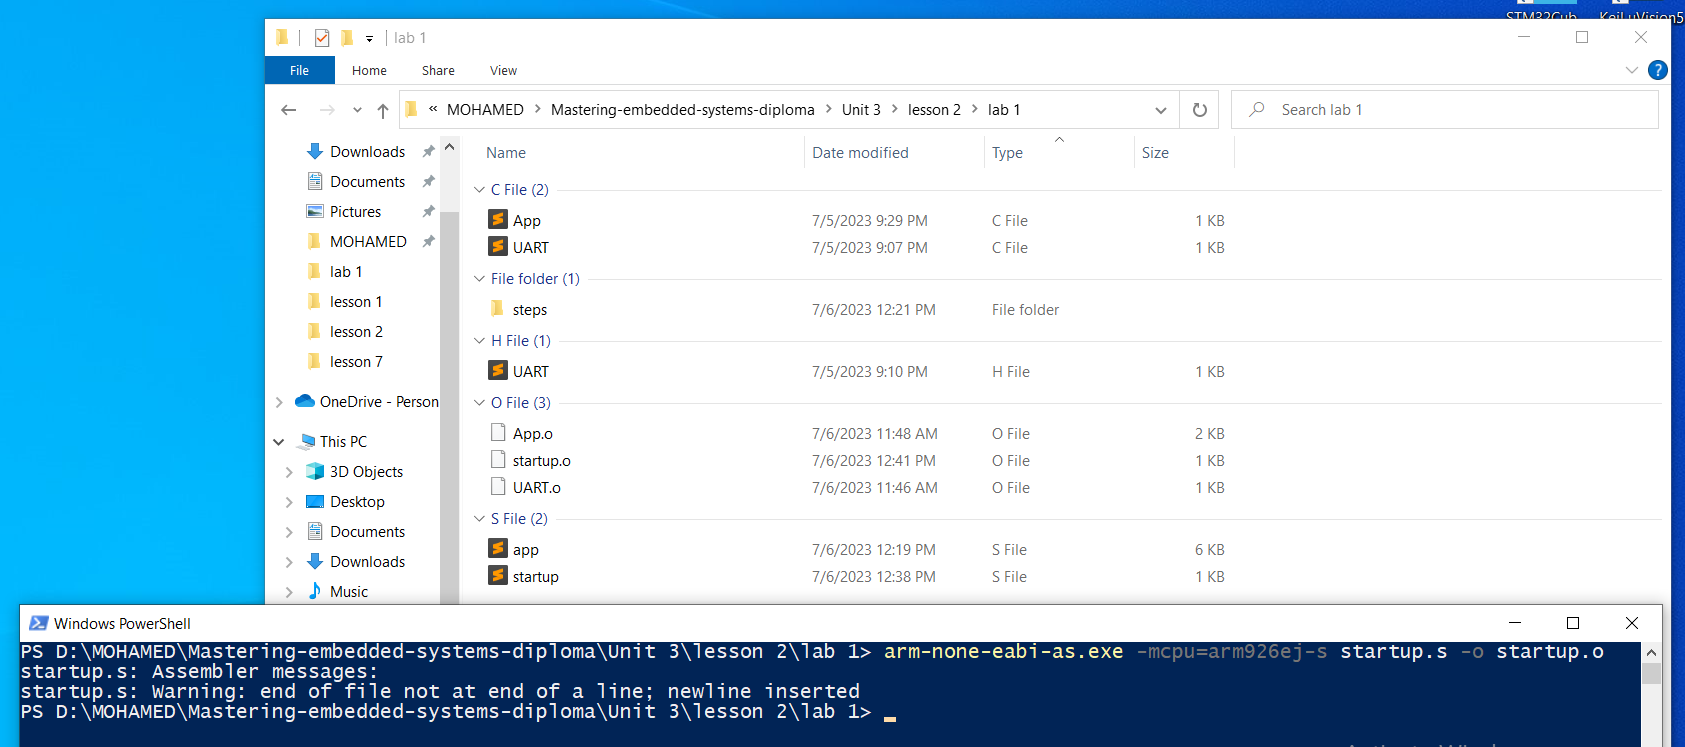 STM32Cub KeiluVision5
lab 1
File Home Share View
« MOHAMED > Mastering-embedded-systems-diploma > Unit 3 > lesson 2 > lab 1
Search lab 1
Downloads
Documents
Pictures
MOHAMED
lab 1
lesson 1
lesson 2
lesson 7
OneDrive - Person
This PC
3D Objects
Desktop
Documents
Downloads
Music
Name Date modified Type Size
C File (2)
App 7/5/2023 9:29 PM C File 1 KB
UART 7/5/2023 9:07 PM C File 1 KB
File folder (1)
steps 7/6/2023 12:21 PM File folder
H File (1)
UART 7/5/2023 9:10 PM H File 1 KB
O File (3)
App.o 7/6/2023 11:48 AM O File 2 KB
startup.o 7/6/2023 12:41 PM O File 1 KB
UART.o 7/6/2023 11:46 AM O File 1 KB
S File (2)
app 7/6/2023 12:19 PM S File 6 KB
startup 7/6/2023 12:38 PM S File 1 KB
Windows PowerShell
PS D:\MOHAMED\Mastering-embedded-systems-diploma\Unit 3\lesson 2\lab 1> arm-none-eabi-as.exe -mcpu=arm926ej-s startup.s -o startup.o
startup.s: Assembler messages:
startup.s: Warning: end of file not at end of a line; newline inserted
PS D:\MOHAMED\Mastering-embedded-systems-diploma\Unit 3\lesson 2\lab 1>